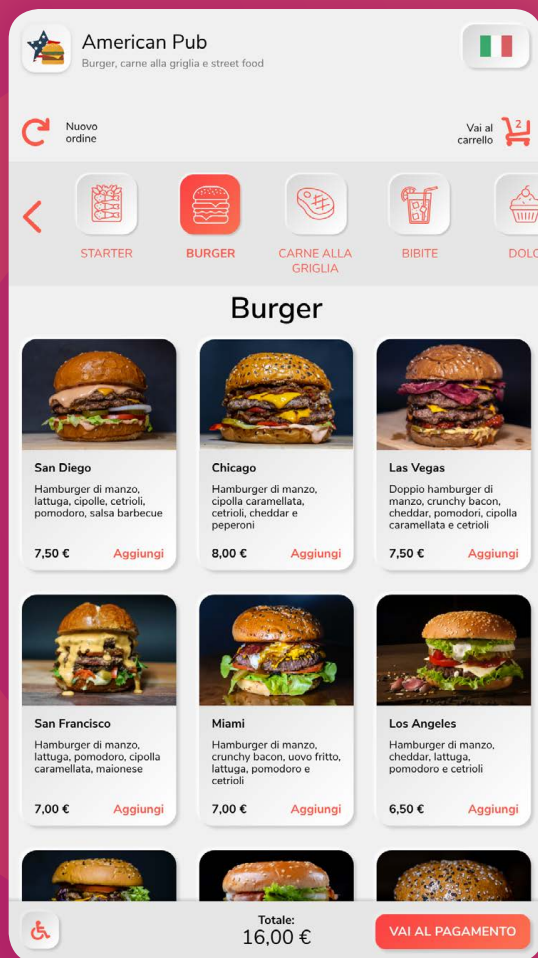 American Pub
Burger, carne alla griglia e street food
Nuovo
ordine
Vai al
carrello
2
STARTER
BURGER
CARNE ALLA
GRIGLIA
BIBITE
DOLC
Burger
San Diego
Hamburger di manzo,
lattuga, cipolle, cetrioli,
pomodoro, salsa barbecue
7,50 €
Aggiungi
Chicago
Hamburger di manzo,
cipolla caramellata,
cetrioli, cheddar e
peperoni
8,00 €
Aggiungi
Las Vegas
Doppio hamburger di
manzo, crunchy bacon,
cheddar, pomodori, cipolla
caramellata e cetrioli
7,50 €
Aggiungi
San Francisco
Hamburger di manzo,
lattuga, pomodoro, cipolla
caramellata, maionese
7,00 €
Aggiungi
Miami
Hamburger di manzo,
crunchy bacon, uovo fritto,
lattuga, pomodoro e
cetrioli
7,00 €
Aggiungi
Los Angeles
Hamburger di manzo,
cheddar, lattuga,
pomodoro e cetrioli
6,50 €
Aggiungi
Totale:
16,00 €
VAI AL PAGAMENTO